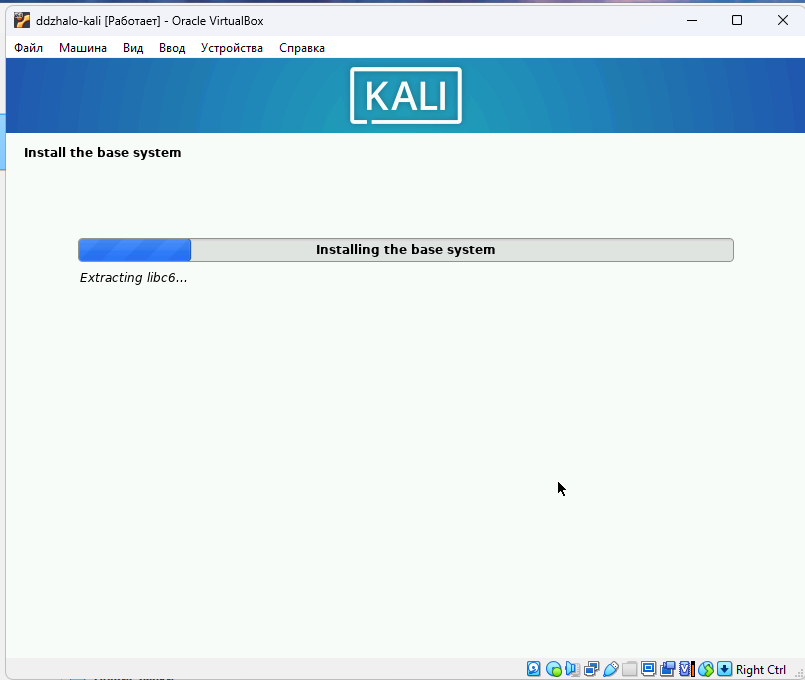 ddzhalo-kali [Работает] - Oracle VirtualBox
Файл Машина Вид Ввод Устройства Справка
KALI
Install the base system
Installing the base system
Extracting libc6...
Right Ctrl